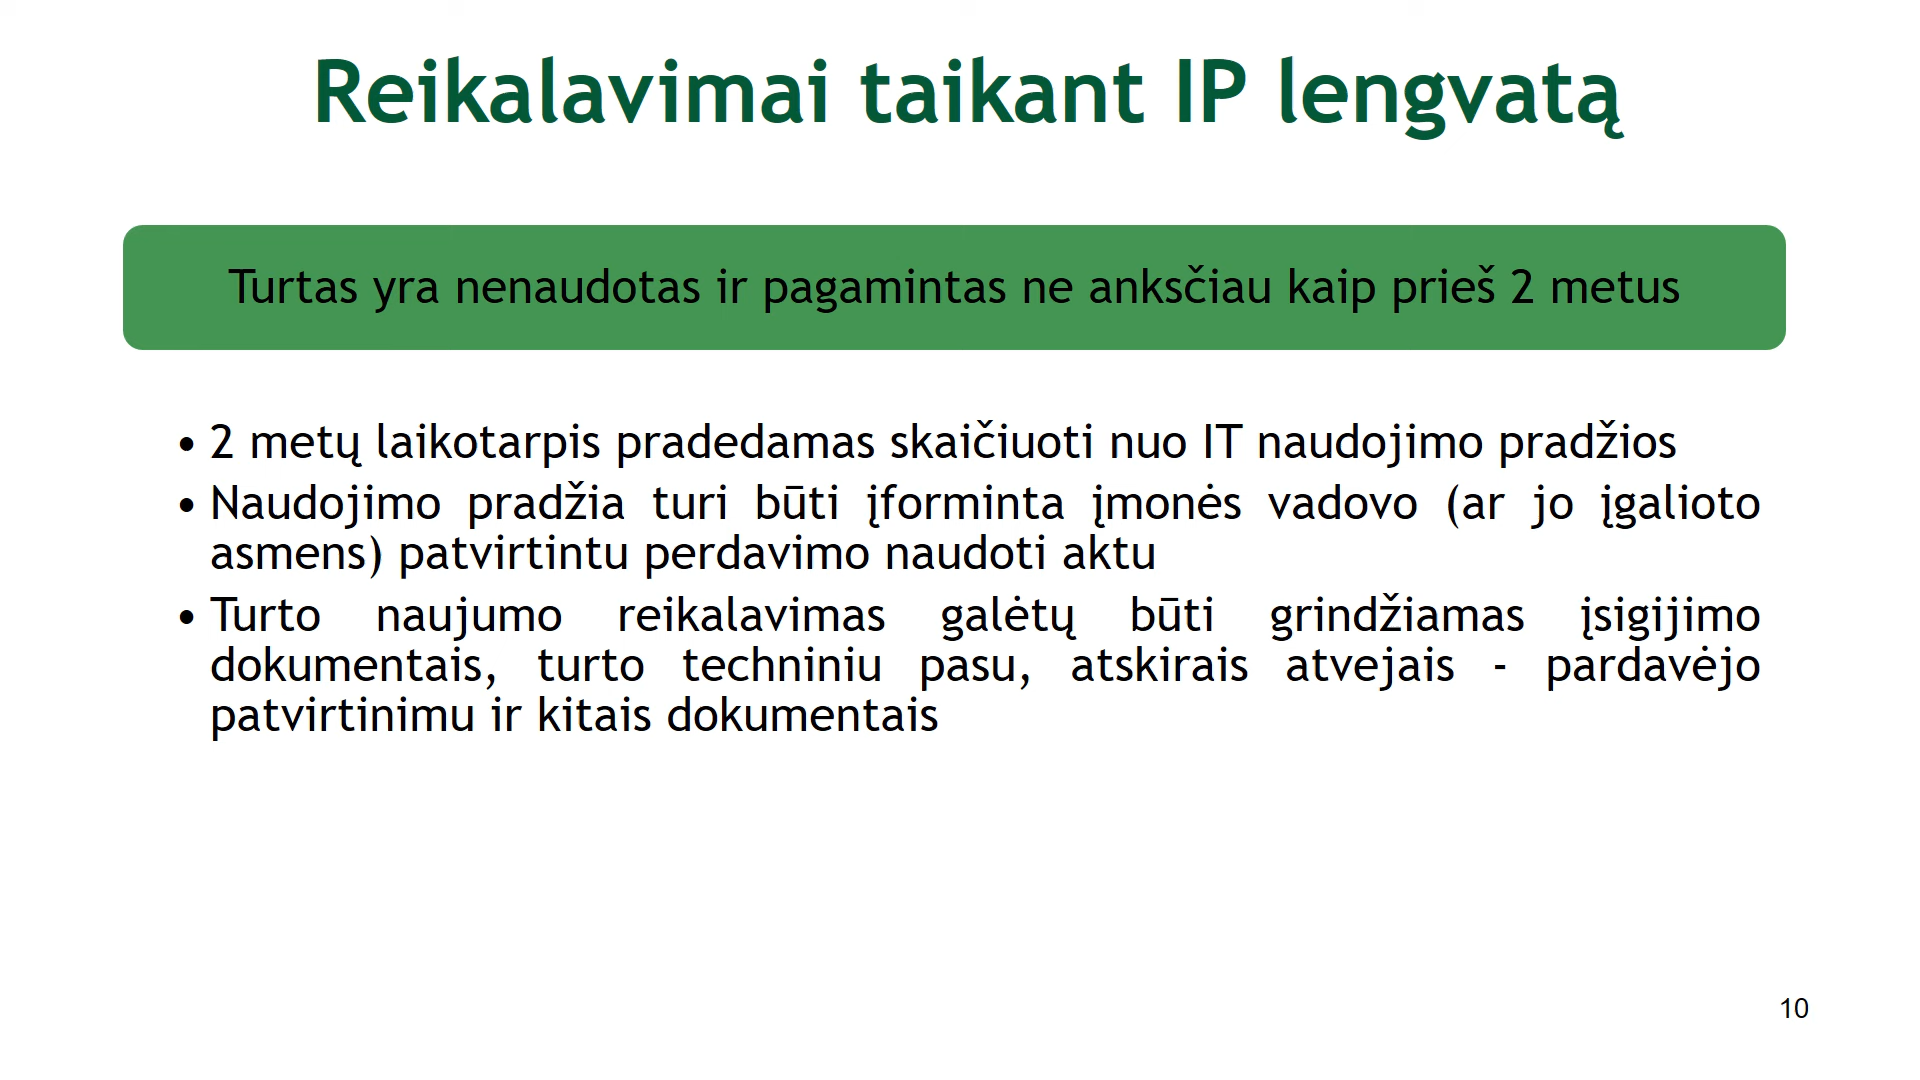 Reikalavimai taikant IP lengvatą
Turtas yra nenaudotas ir pagamintas ne anksčiau kaip prieš 2 metus
• 2 metų laikotarpis pradedamas skaičiuoti nuo IT naudojimo pradžios
• Naudojimo pradžia turi būti įforminta įmonės vadovo (ar jo įgalioto
asmens) patvirtintu perdavimo naudoti aktu
• Turto naujumo reikalavimas galėtų būti grindžiamas įsigijimo
dokumentais, turto techniniu pasu, atskirais atvejais - pardavėjo
patvirtinimu ir kitais dokumentais
10